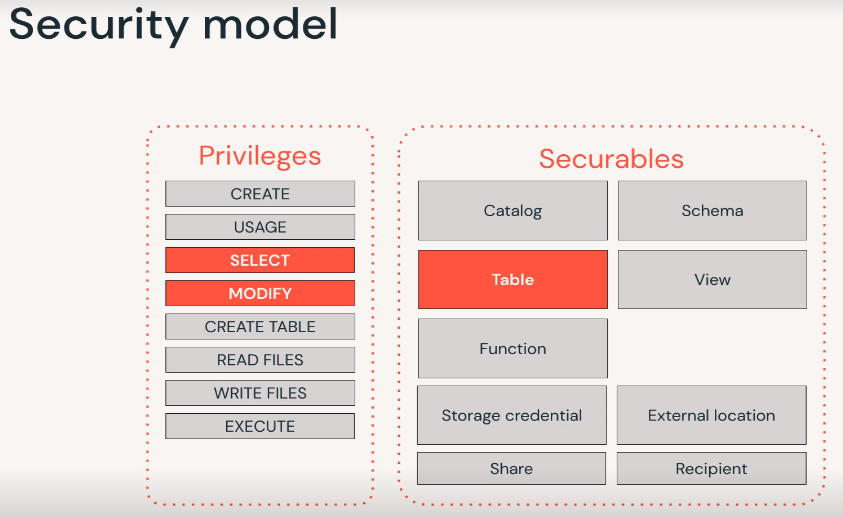 Security model
Privileges
CREATE
USAGE
SELECT
MODIFY
CREATE TABLE
READ FILES
WRITE FILES
EXECUTE
Securables
Catalog
Schema
Table
View
Function
Storage credential
External location
Share
Recipient